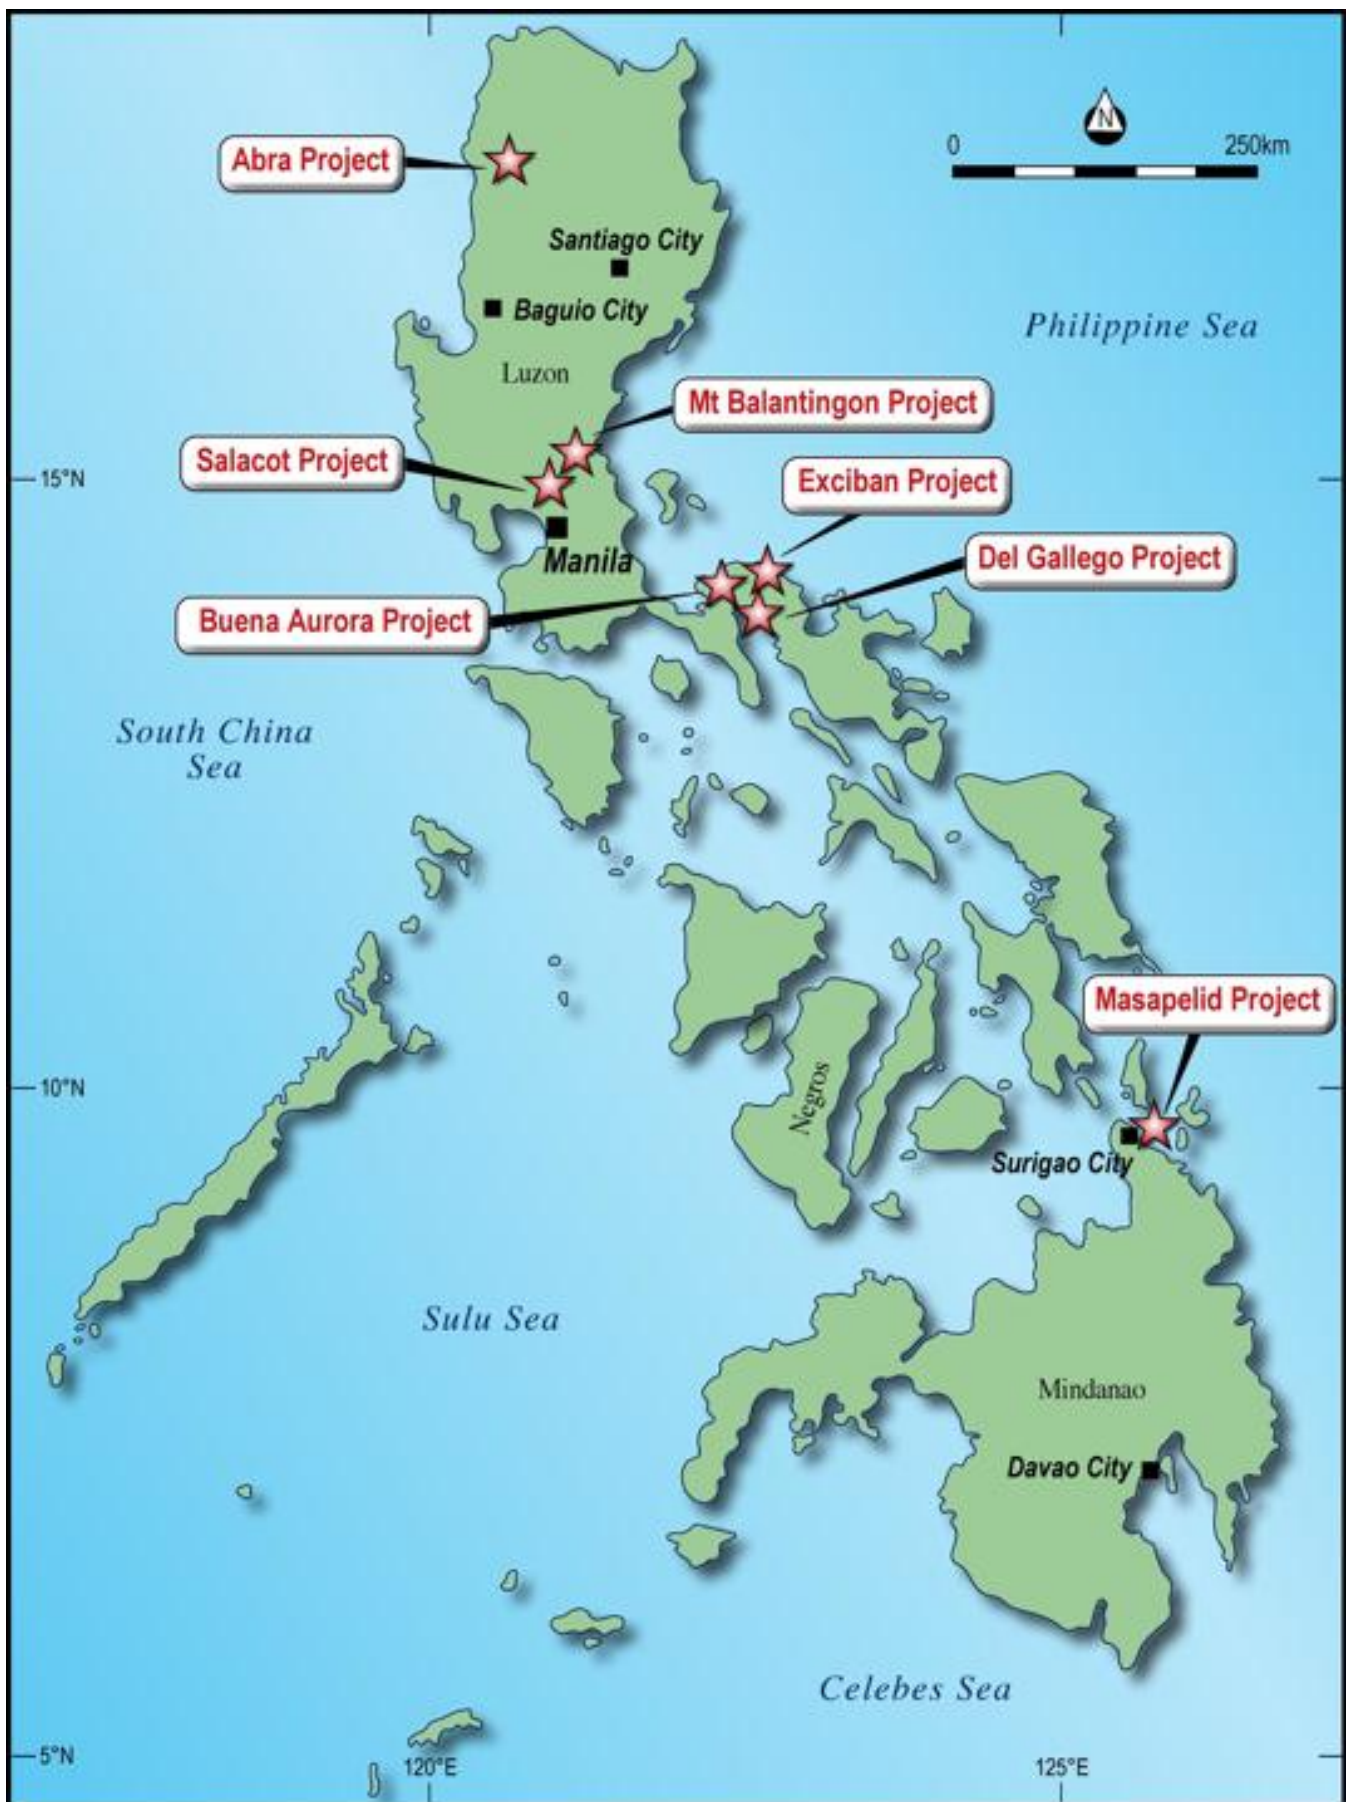 N
0 250km
Abra Project
Santiago City
Baguio City
Philippine Sea
Luzon
Mt Balantingon Project
Salacot Project
15°N
Exciban Project
Manila
Del Gallego Project
Buena Aurora Project
South China
Sea
Masapelid Project
10°N
Negros
Surigao City
Sulu Sea
Mindanao
Davao City
Celebes Sea
5°N
120°E
125°E